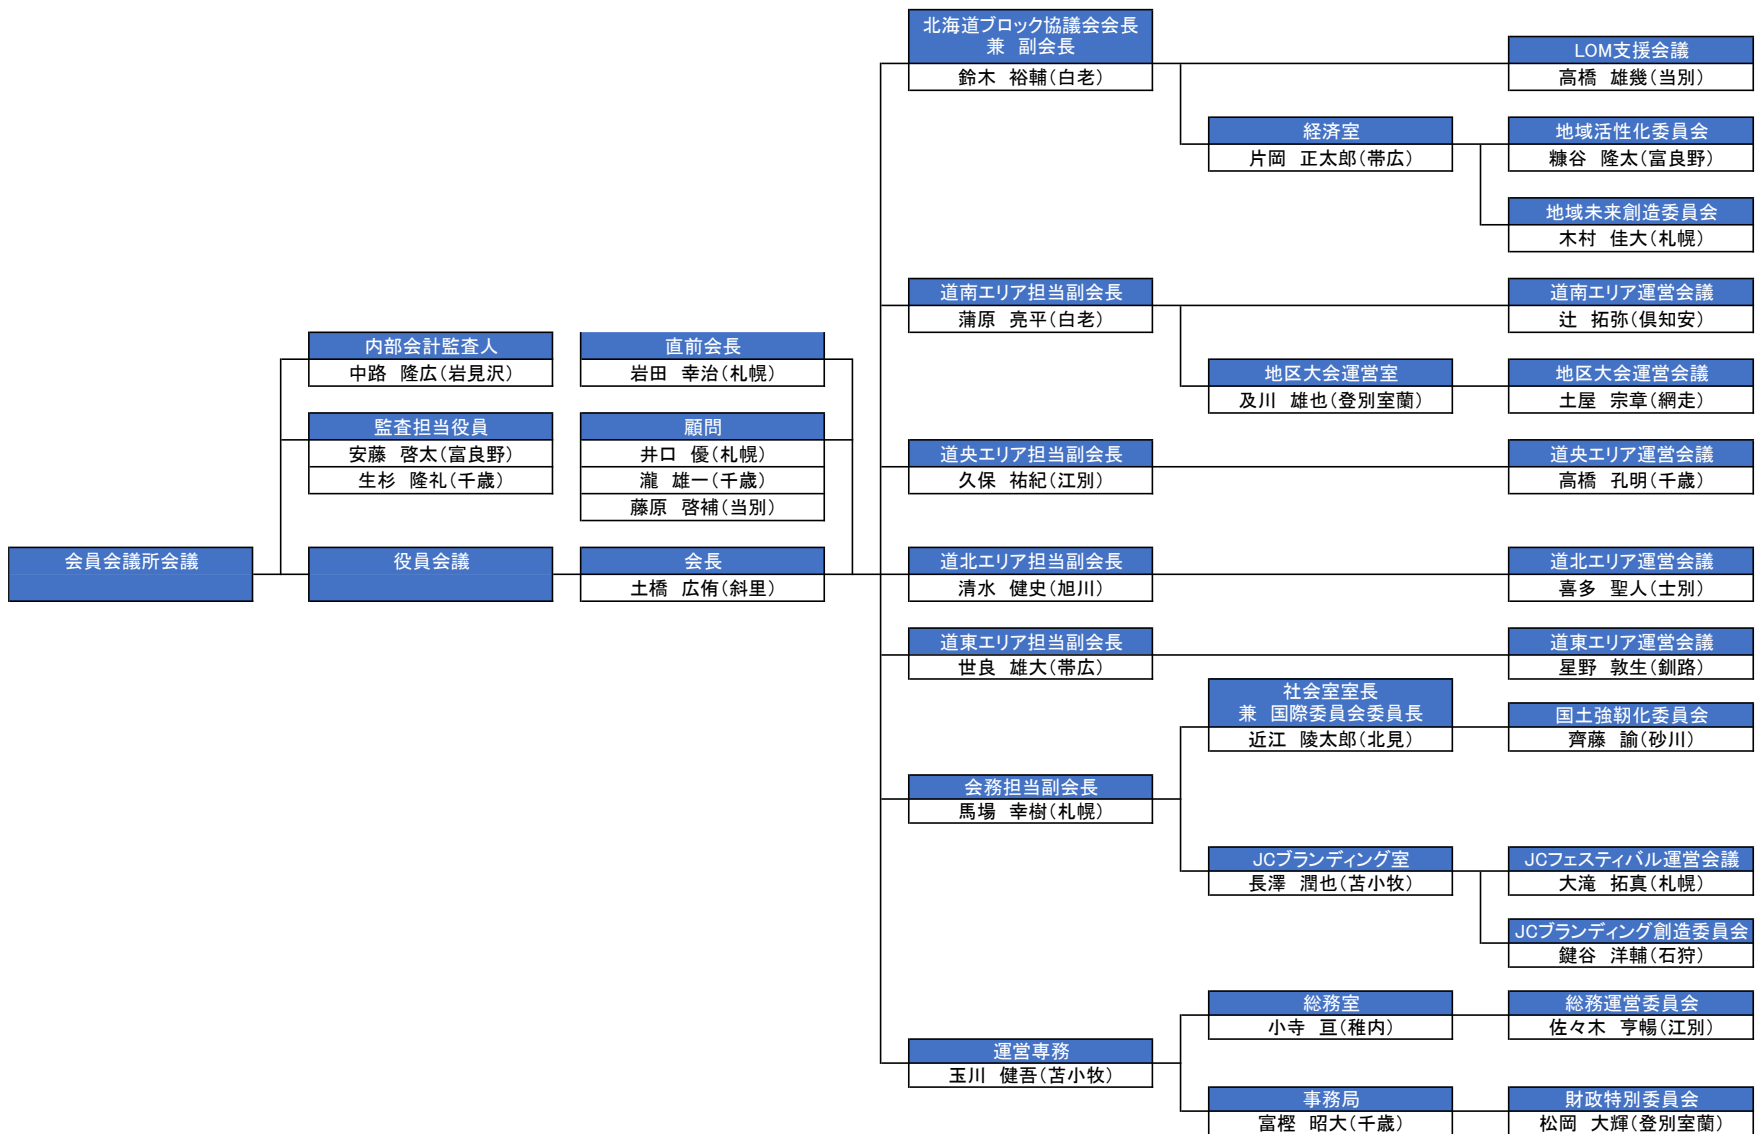 北海道ブロック協議会会長
兼　副会長
鈴木　裕輔（白老）
LOM支援会議
高橋　雄幾（当別）
経済室
片岡　正太郎（帯広）
地域活性化委員会
糠谷　隆太（富良野）
地域未来創造委員会
木村　佳大（札幌）
道南エリア担当副会長
蒲原　亮平（白老）
道南エリア運営会議
辻　拓弥（倶知安）
内部会計監査人
中路　隆広（岩見沢）
直前会長
岩田　幸治（札幌）
地区大会運営室
及川　雄也（登別室蘭）
地区大会運営会議
土屋　宗章（網走）
監査担当役員
安藤　啓太（富良野）
生杉　隆礼（千歳）
顧問
井口　優（札幌）
瀧　雄一（千歳）
藤原　啓補（当別）
道央エリア担当副会長
久保　祐紀（江別）
道央エリア運営会議
高橋　孔明（千歳）
会員会議所会議
役員会議
会長
土橋　広侑（斜里）
道北エリア担当副会長
清水　健史（旭川）
道北エリア運営会議
喜多　聖人（士別）
道東エリア担当副会長
世良　雄大（帯広）
道東エリア運営会議
星野　敦生（釧路）
社会室室長
兼　国際委員会委員長
近江　陵太郎（北見）
国土強靭化委員会
齊藤　諭（砂川）
会務担当副会長
馬場　幸樹（札幌）
JCブランディング室
長澤　潤也（苫小牧）
JCフェスティバル運営会議
大滝　拓真（札幌）
JCブランディング創造委員会
鍵谷　洋輔（石狩）
総務室
小寺　亘（稚内）
総務運営委員会
佐々木　亨暢（江別）
運営専務
玉川　健吾（苫小牧）
事務局
富樫　昭大（千歳）
財政特別委員会
松岡　大輝（登別室蘭）